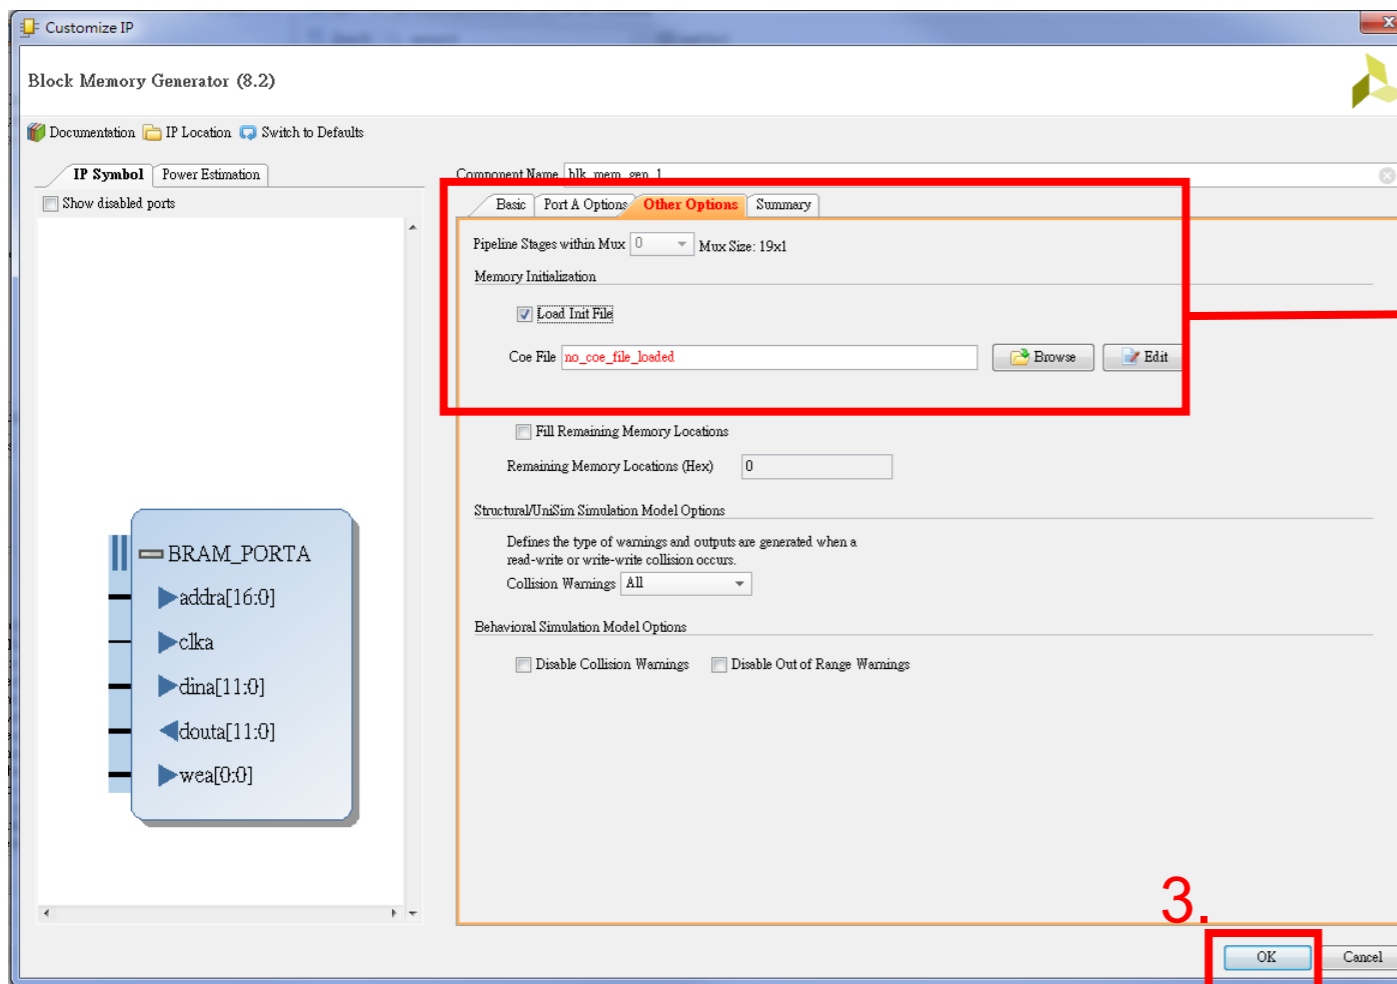 Customize IP
Block Memory Generator (8.2)
Documentation IP Location Switch to Defaults
IP Symbol Power Estimation
Show disabled ports
BRAM_PORTA
addra[16:0]
clka
dina[11:0]
douta[11:0]
wea[0:0]
Component Name blk_mem_gen_1
Basic Port A Options Other Options Summary
Pipeline Stages within Mux 0 Mux Size: 19x1
Memory Initialization
Load Init File
Coe File no_coe_file_loaded Browse Edit
Fill Remaining Memory Locations
Remaining Memory Locations (Hex) 0
Structural/UniSim Simulation Model Options
Defines the type of warnings and outputs are generated when a
read-write or write-write collision occurs.
Collision Warnings All
Behavioral Simulation Model Options
Disable Collision Warnings Disable Out of Range Warnings
3.
OK Cancel